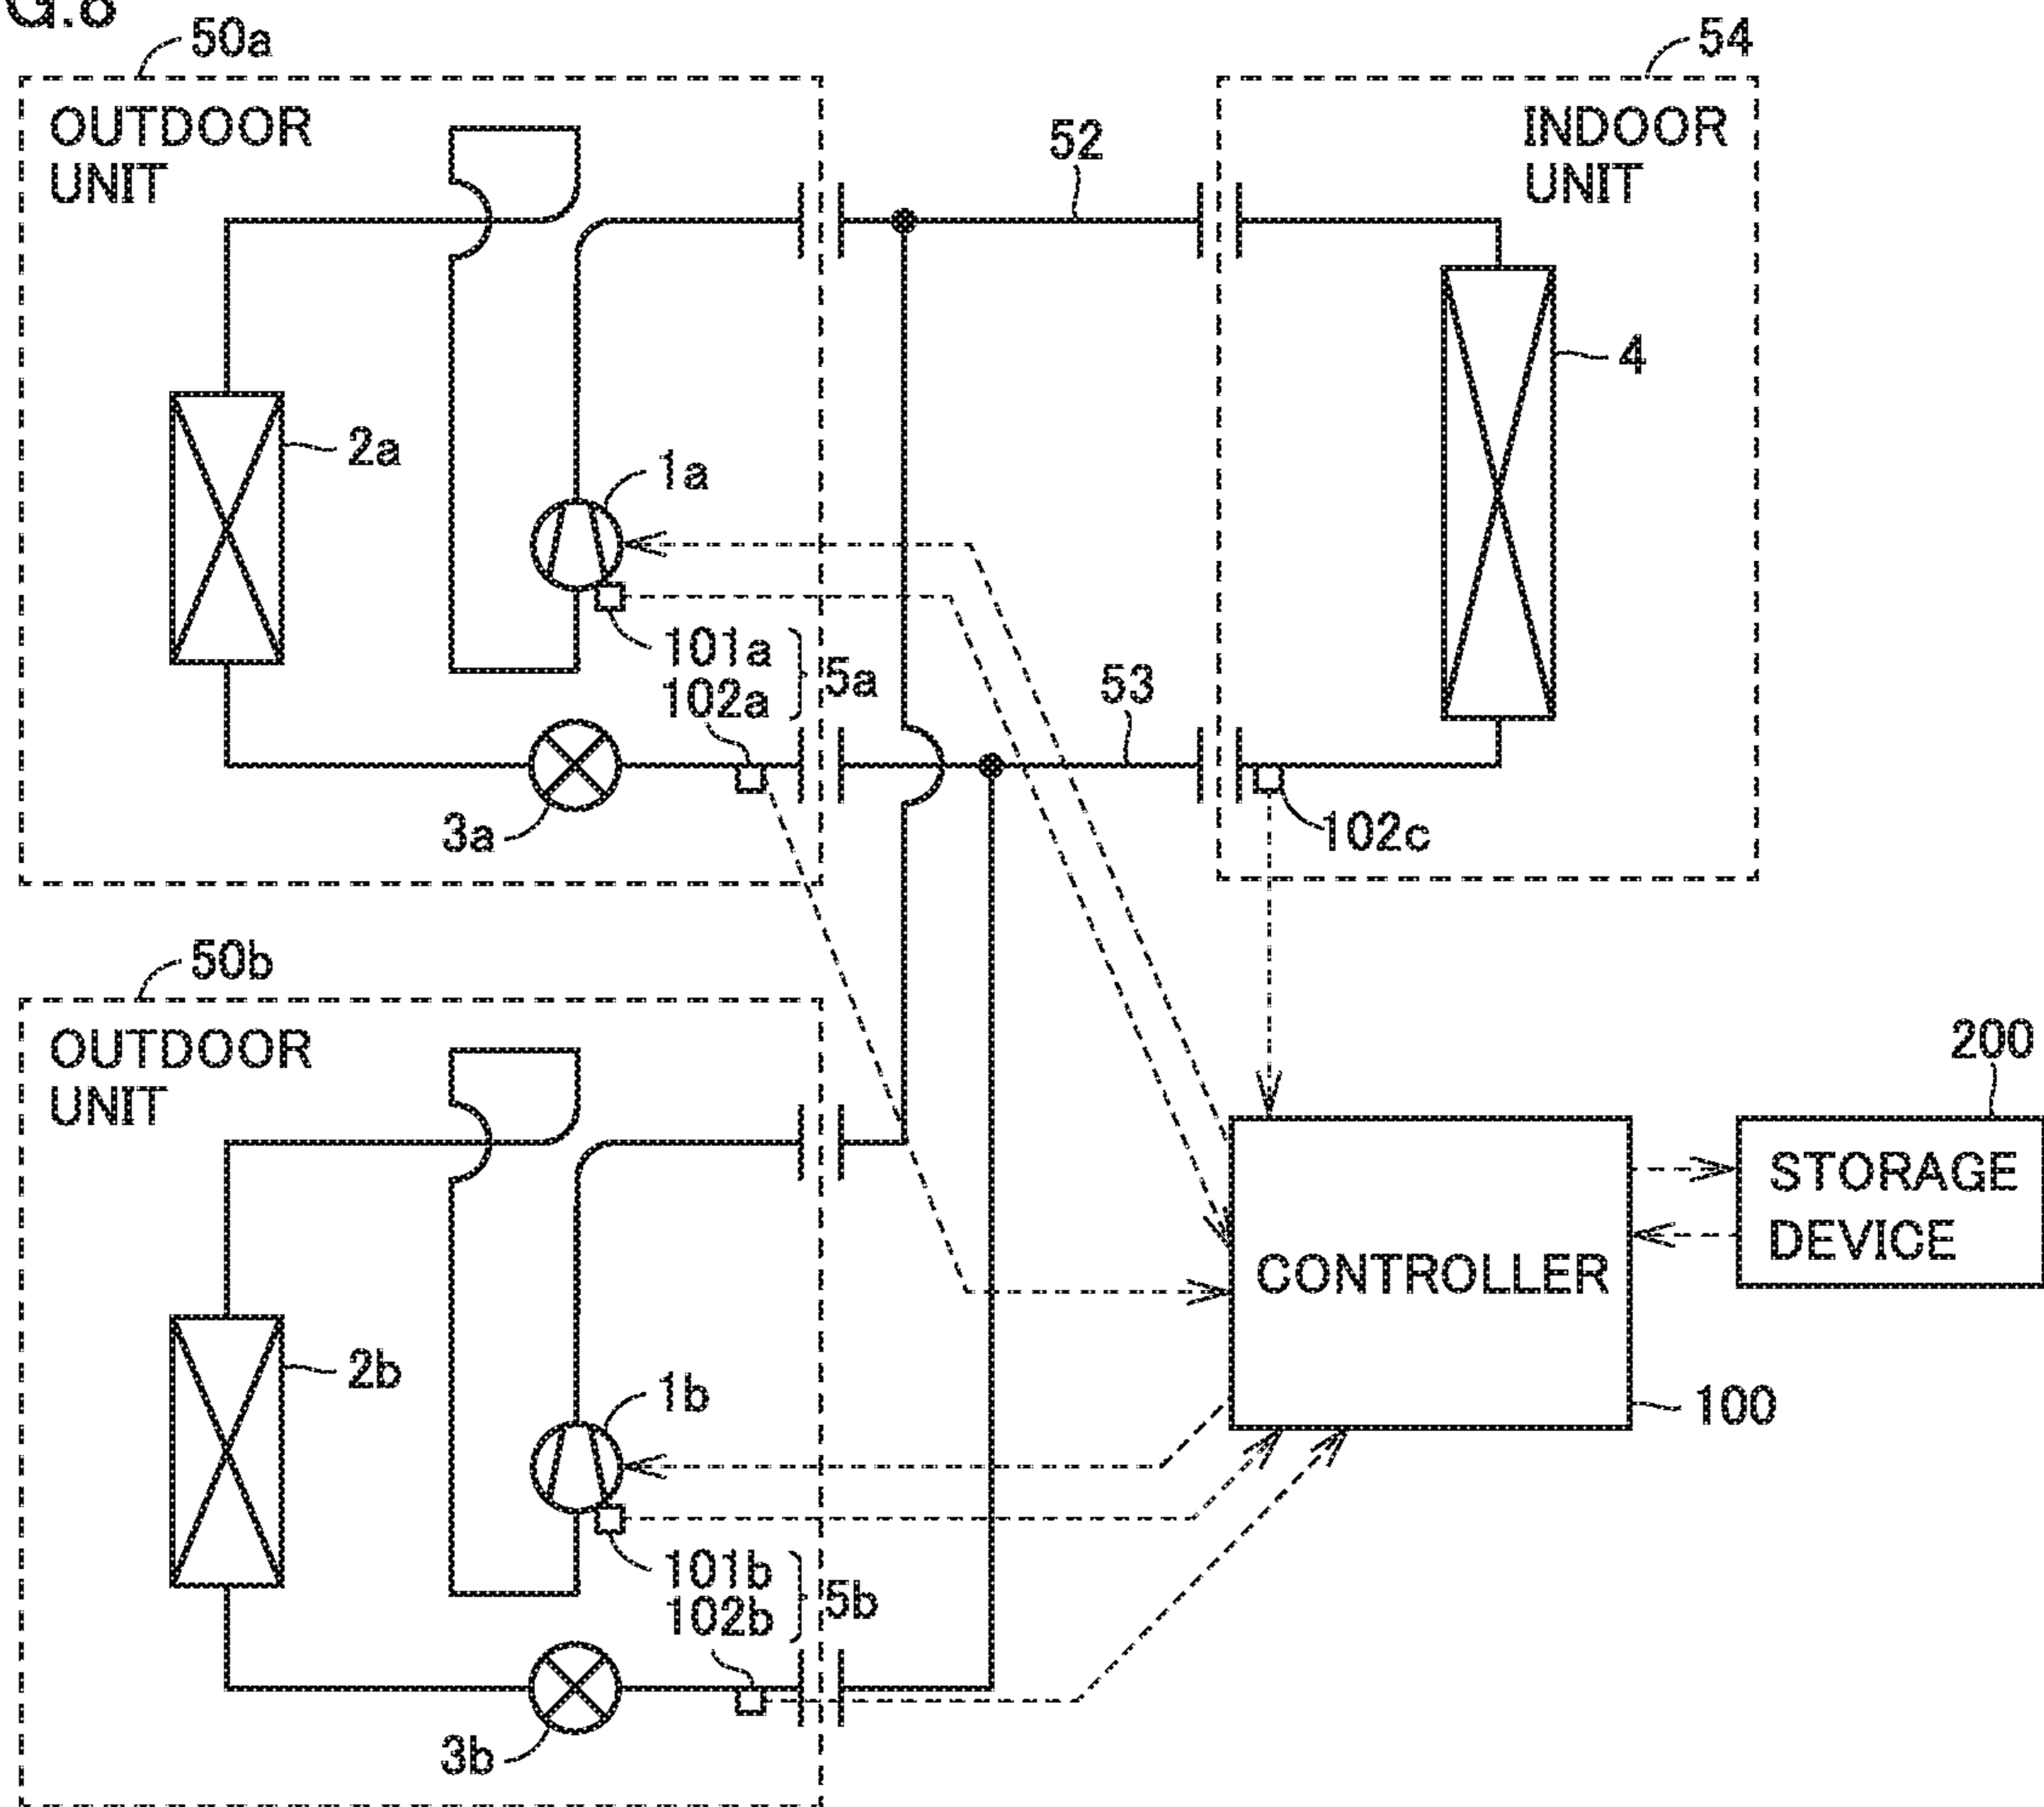 G.8
50a
54
OUTDOOR
UNIT
INDOOR
UNIT
52
4
2a
1a
101a
102a
5a
53
3a
102c
50b
OUTDOOR
UNIT
200
STORAGE
DEVICE
CONTROLLER
2b
1b
100
101b
102b
5b
3b